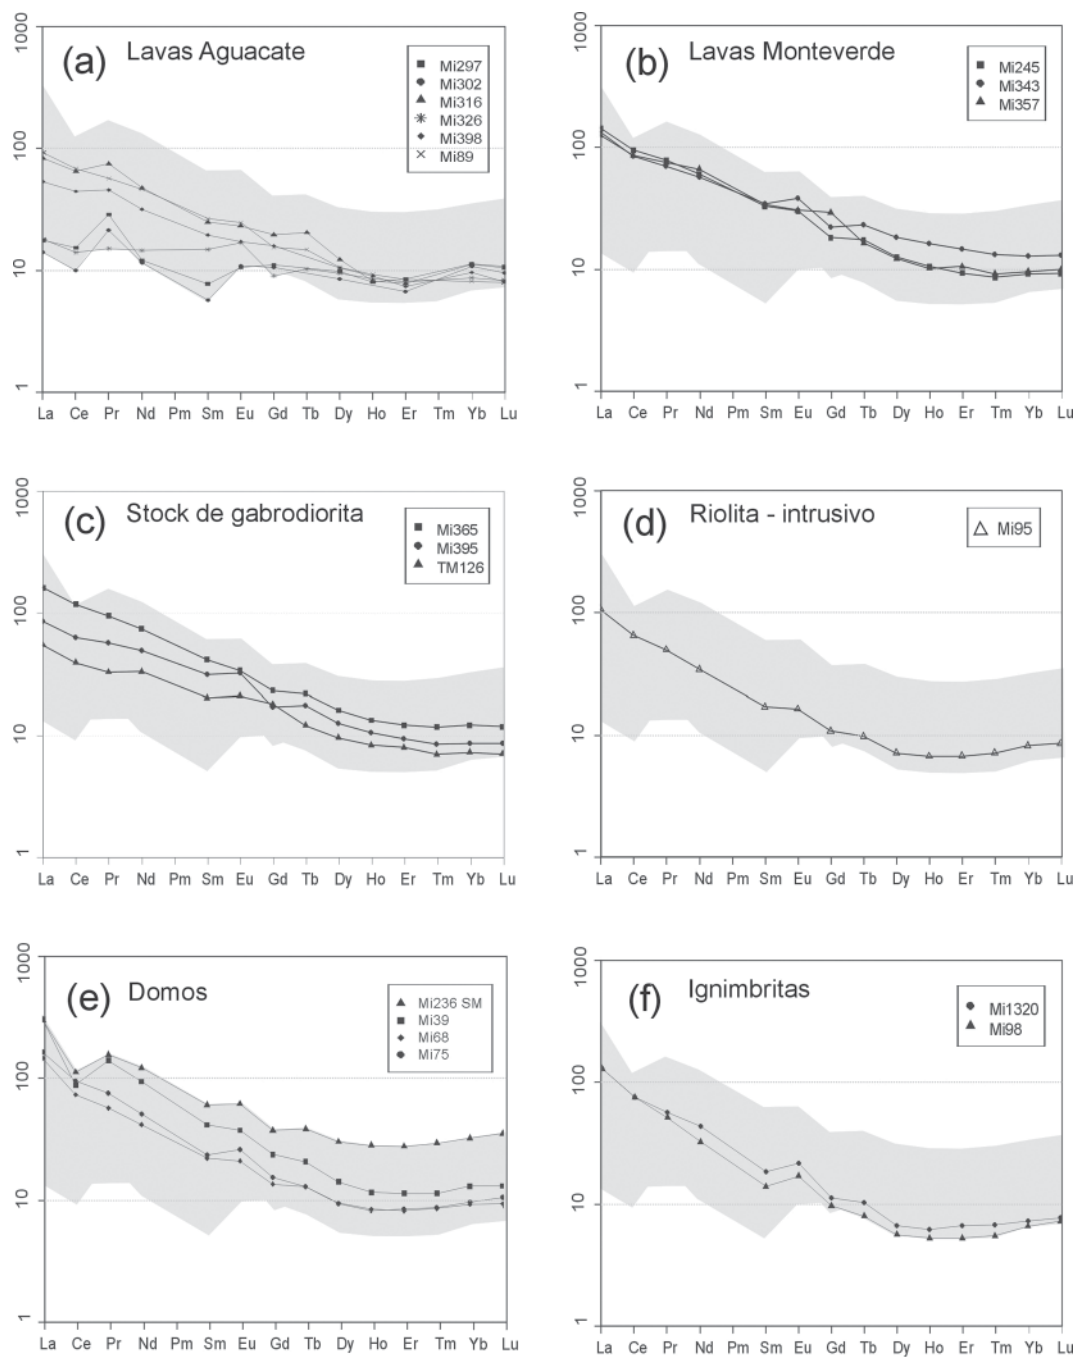 (a) Lavas Aguacate
Mi297
Mi302
Mi316
Mi326
Mi398
Mi89
1000
100
10
1
La Ce Pr Nd Pm Sm Eu Gd Tb Dy Ho Er Tm Yb Lu
(b) Lavas Monteverde
Mi245
Mi343
Mi357
1000
100
10
1
La Ce Pr Nd Pm Sm Eu Gd Tb Dy Ho Er Tm Yb Lu
(c) Stock de gabrodiorita
Mi365
Mi395
TM126
1000
100
10
1
La Ce Pr Nd Pm Sm Eu Gd Tb Dy Ho Er Tm Yb Lu
(d) Riolita - intrusivo
Mi95
1000
100
10
1
La Ce Pr Nd Pm Sm Eu Gd Tb Dy Ho Er Tm Yb Lu
(e) Domos
Mi236 SM
Mi39
Mi68
Mi75
1000
100
10
1
La Ce Pr Nd Pm Sm Eu Gd Tb Dy Ho Er Tm Yb Lu
(f) Ignimbritas
Mi1320
Mi98
1000
100
10
1
La Ce Pr Nd Pm Sm Eu Gd Tb Dy Ho Er Tm Yb Lu